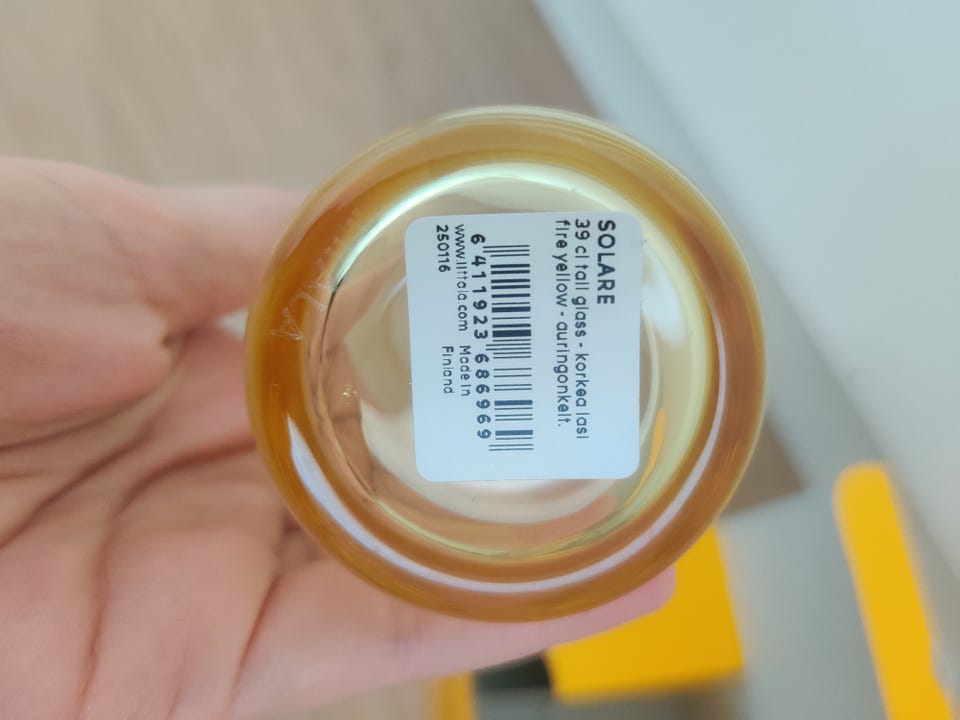 SOLARE
39 cl tall glass - korkea lasi
fire yellow - auringonkelt.
6 411923 686969
www.iittala.com Made in
250116 Finland